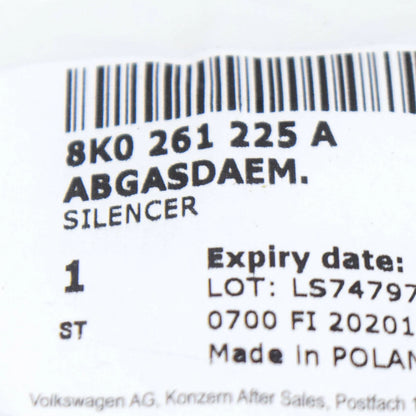 8K0 261 225 A
ABGASDAEM.
SILENCER
1
Expiry date:
LOT: LS74797
ST
0700 FI 20201
Made in POLAN
Volkswagen AG, Konzern After Sales, Postfach 1